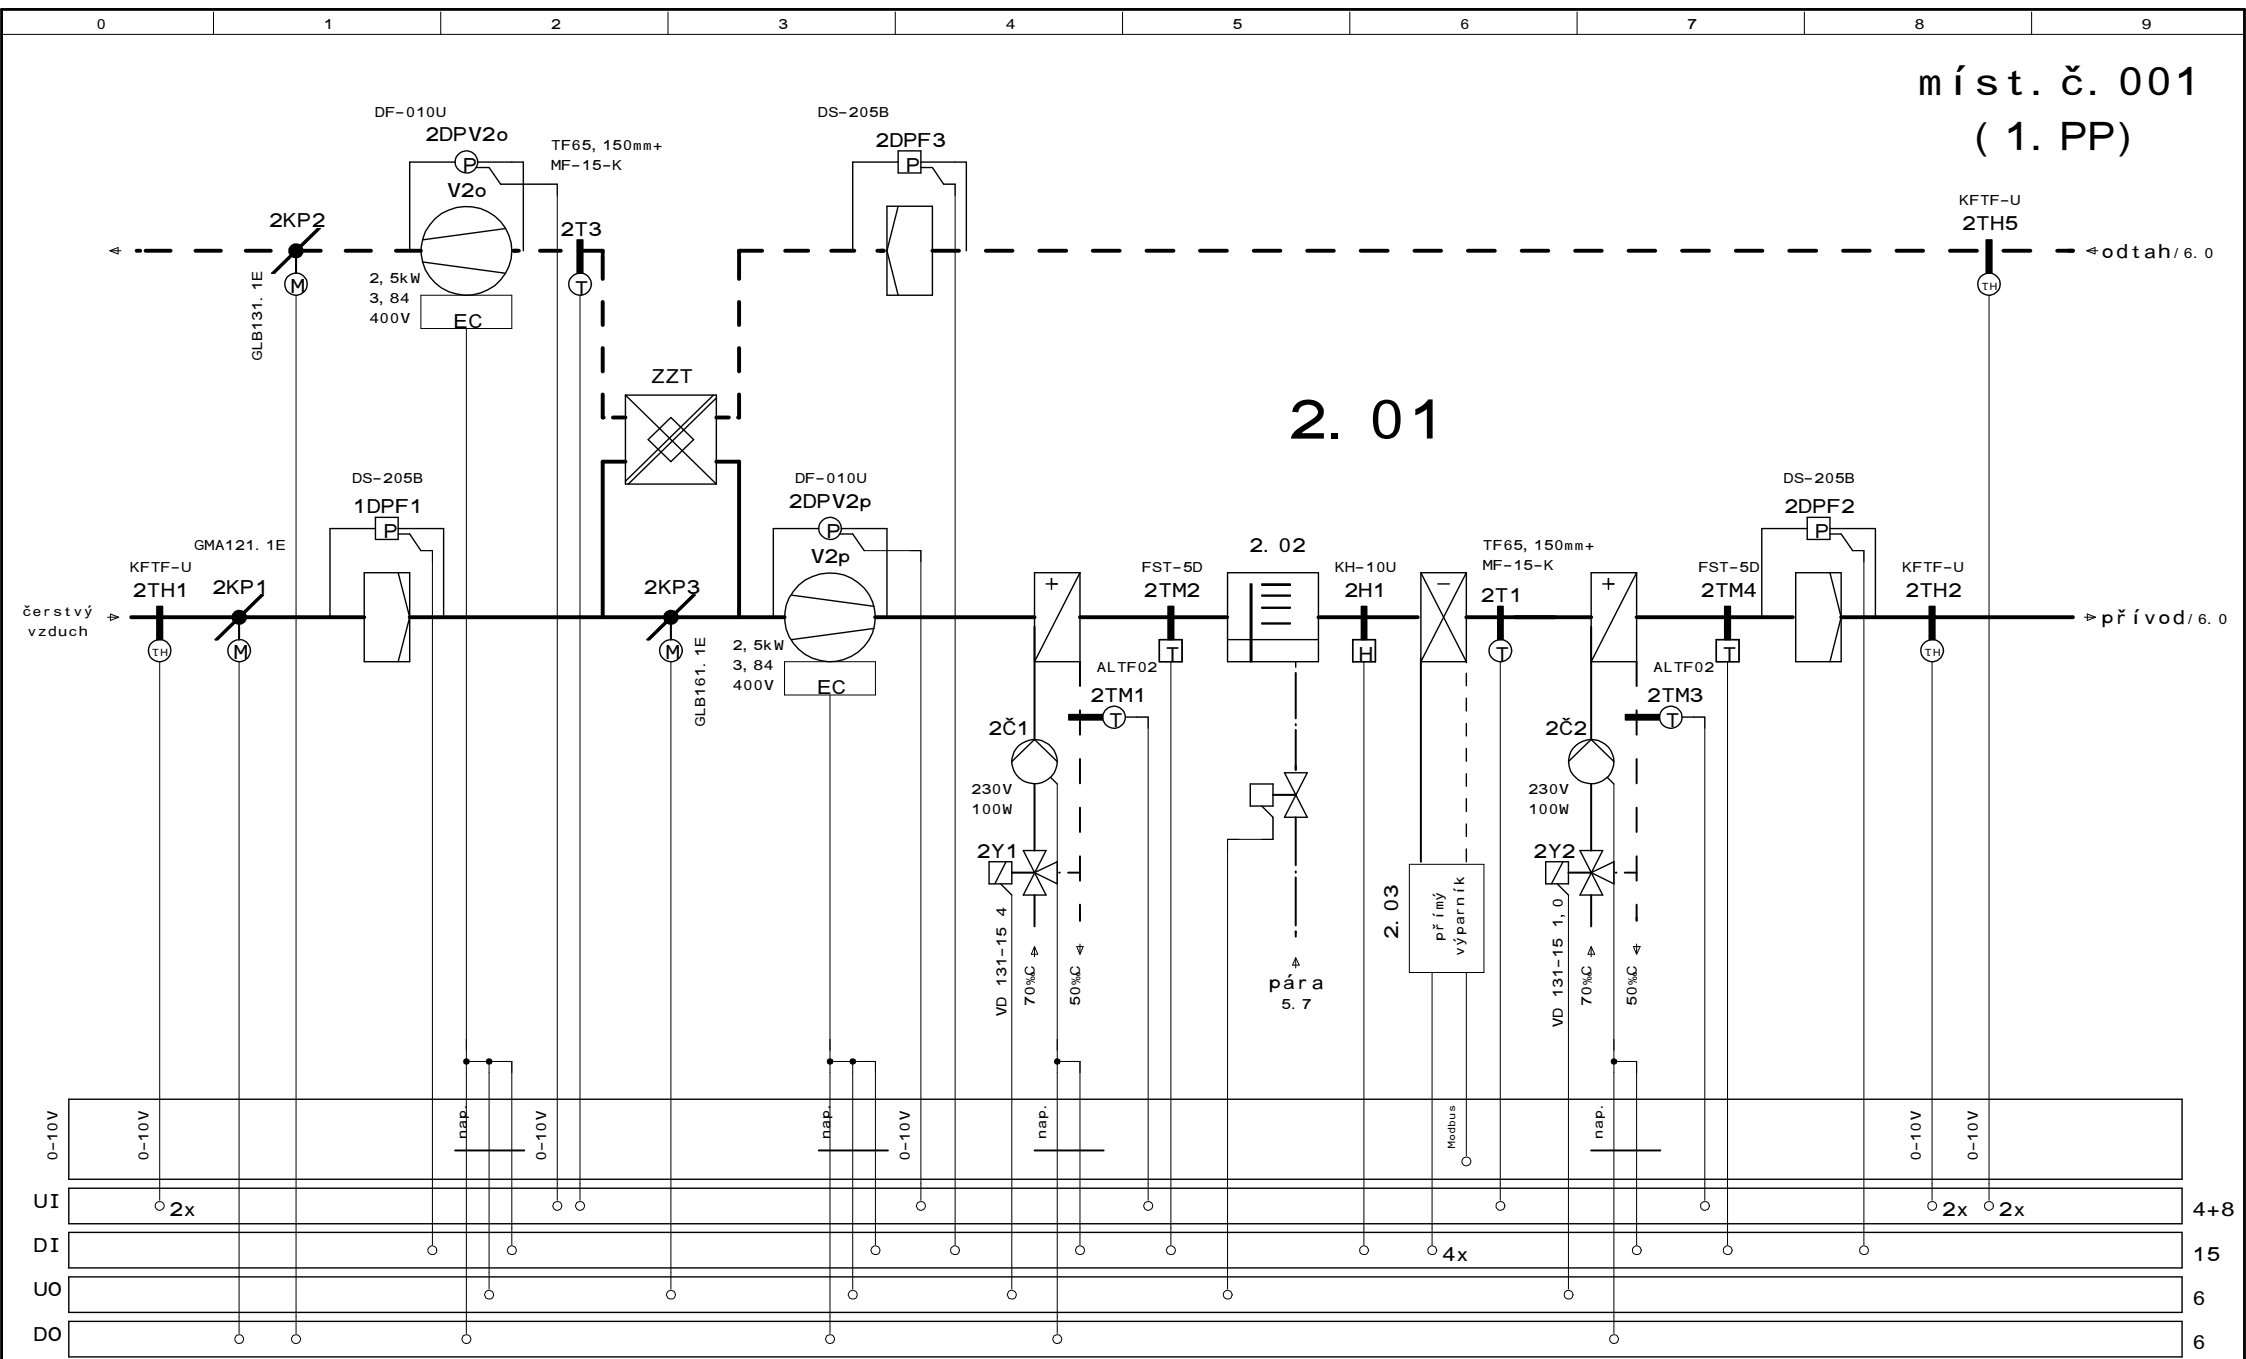 0 1 2 3 4 5 6 7 8 9
míst. č. 001
( 1. PP)
DF-010U
2DPV2o
V2o
TF65, 150mm+
MF-15-K
DS-205B
2DPF3
P
P
KFTF-U
2TH5
2KP2
2T3
odtah/6. 0
M
T
TH
GLB131. 1E
2, 5kW
3, 84
400V
EC
ZZT
2. 01
DS-205B
1DPF1
P
DF-010U
2DPV2p
P
V2p
DS-205B
2DPF2
P
GMA121. 1E
KFTF-U
2TH1
2KP1
2KP3
2. 02
FST-5D
2TM2
KH-10U
2H1
TF65, 150mm+
MF-15-K
2T1
FST-5D
2TM4
KFTF-U
2TH2
+
−
+
čerstvý
vzduch
přívod/6. 0
TH
M
M
T
H
T
T
TH
GLB161. 1E
2, 5kW
3, 84
400V
EC
ALTF02
2TM1
T
ALTF02
2TM3
T
2Č1
230V
100W
2Č2
230V
100W
2Y1
2Y2
VD 131-15 4
70%%C
50%%C
pára
5. 7
2. 03
přímý
výparník
VD 131-15 1,0
70%%C
50%%C
0-10V
0-10V
nap.
0-10V
nap.
0-10V
nap.
Modbus
nap.
0-10V
0-10V
UI 2x 2x 2x 4+8
DI 4x 15
UO 6
DO 6